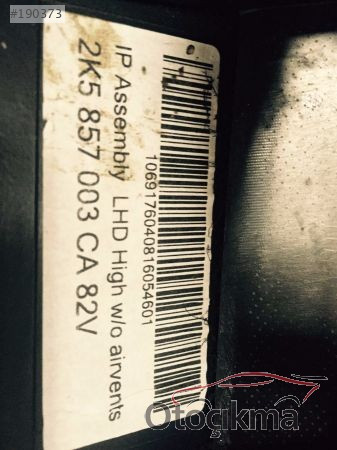 #190373
1069176040816054601
IP Assembly LHD High w/o airvents
2K5 857 003 CA 82V
Otoçıkma